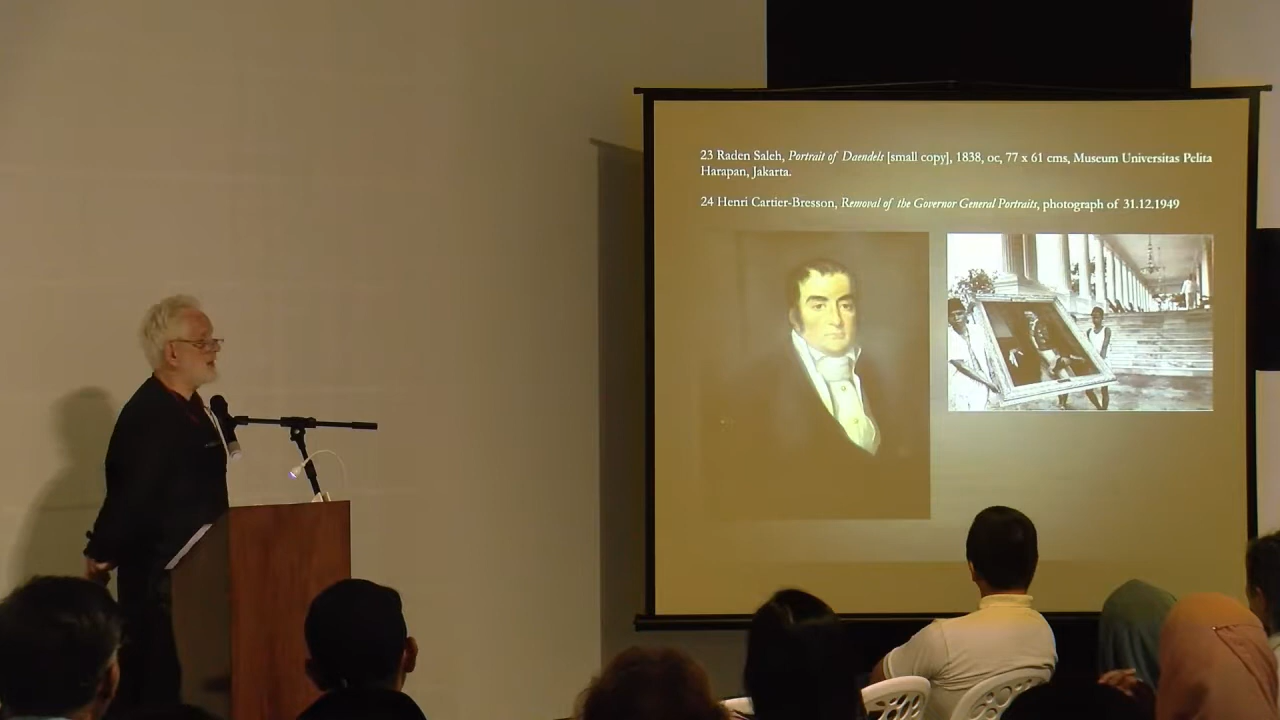 23 Raden Saleh, Portrait of Daendels [small copy], 1838, oc, 77 x 61 cms, Museum Universitas Pelita
Harapan, Jakarta.
24 Henri Cartier-Bresson, Removal of the Governor General Portraits, photograph of 31.12.1949